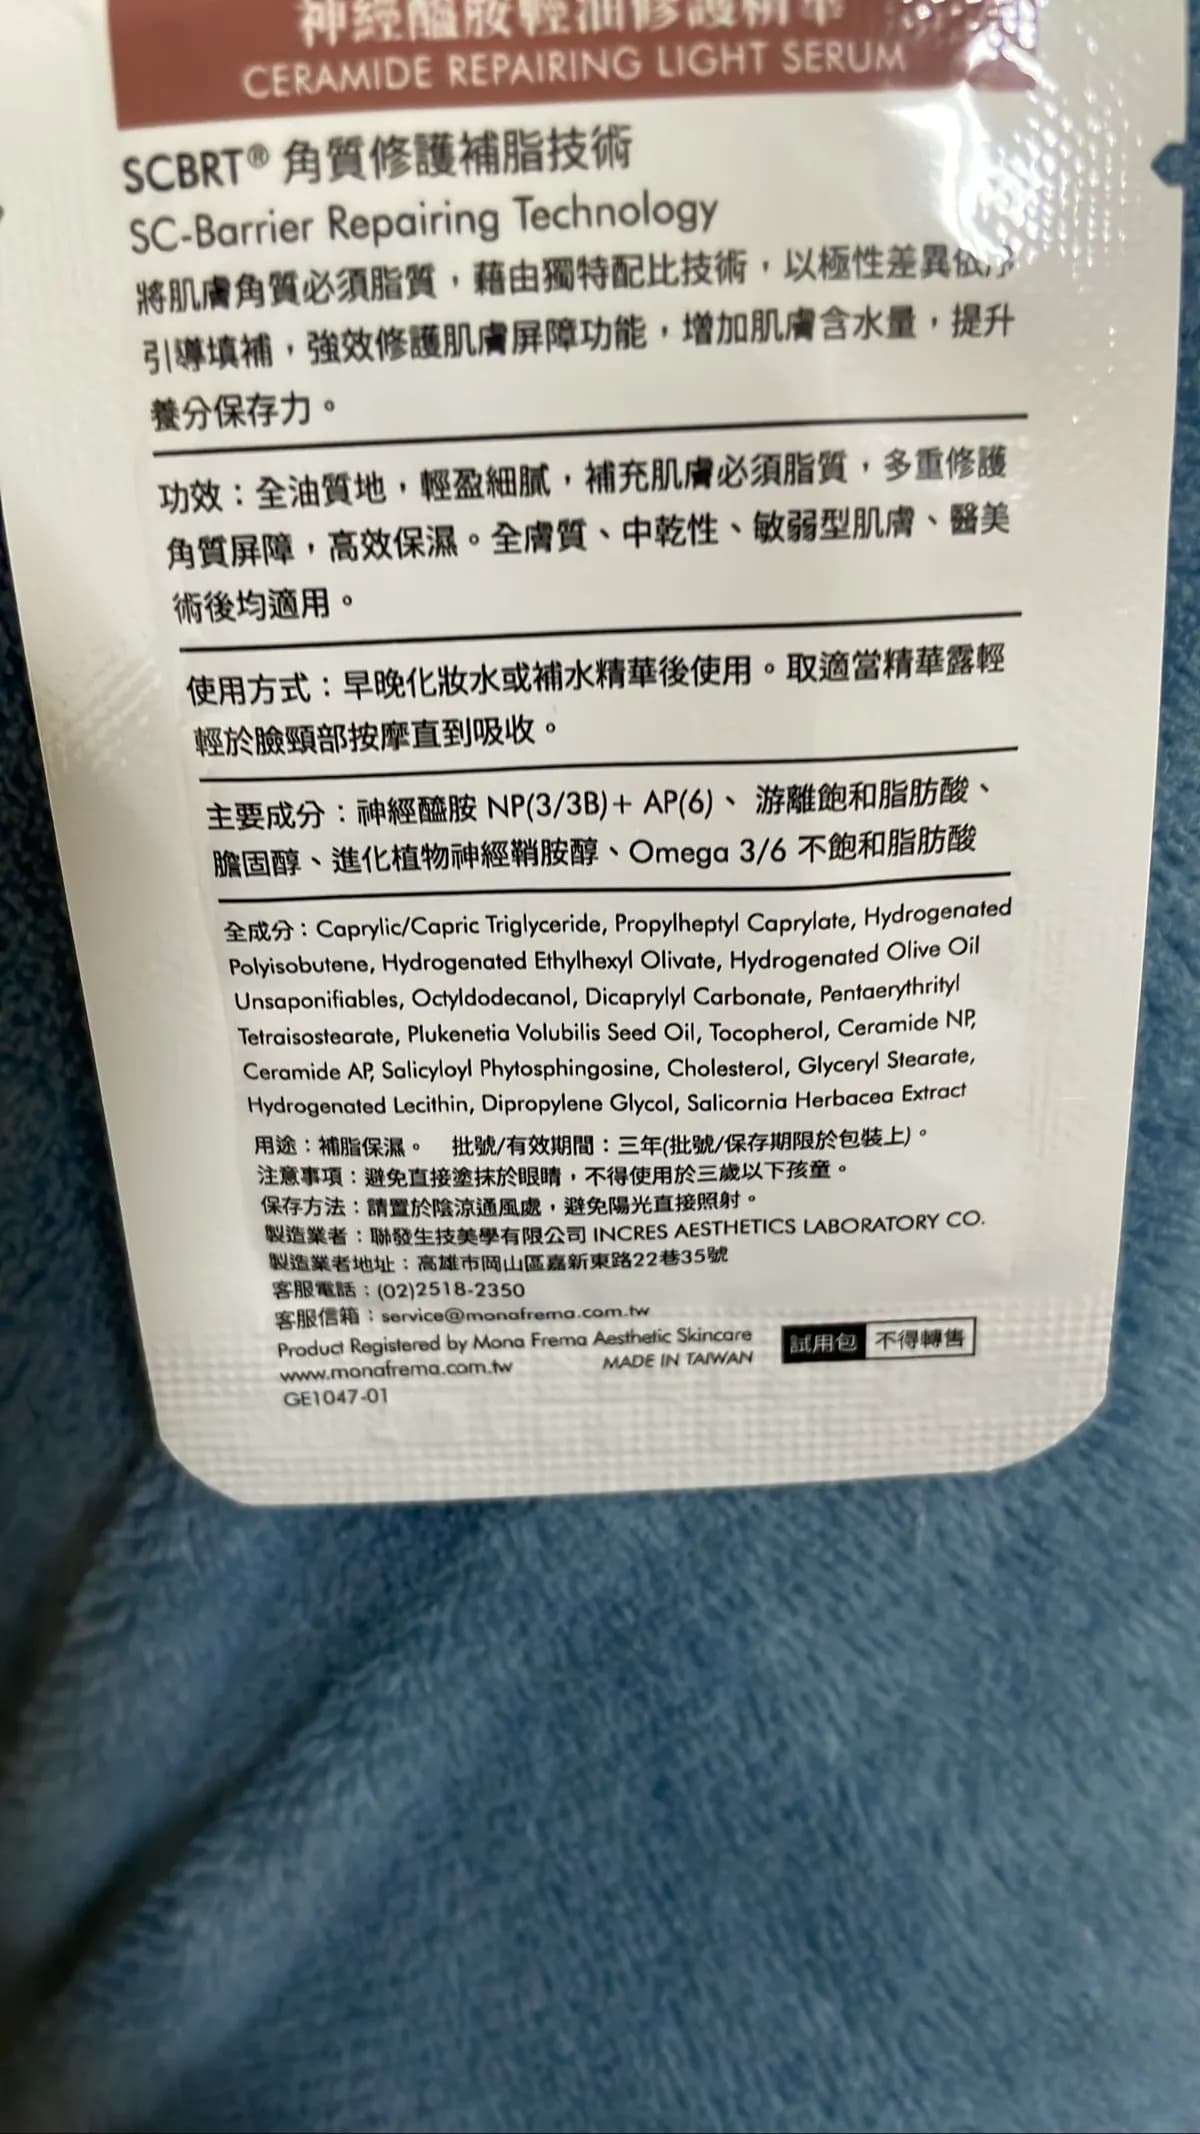 神經醯胺輕油修護精華
CERAMIDE REPAIRING LIGHT SERUM
SCBRT® 角質修護補脂技術
SC-Barrier Repairing Technology
將肌膚角質必須脂質，藉由獨特配比技術，以極性差異依序
引導填補，強效修護肌膚屏障功能，增加肌膚含水量，提升
養分保存力。
功效：全油質地，輕盈細膩，補充肌膚必須脂質，多重修護
角質屏障，高效保濕。全膚質、中乾性、敏弱型肌膚、醫美
術後均適用。
使用方式：早晚化妝水或補水精華後使用。取適當精華露輕
輕於臉頸部按摩直到吸收。
主要成分：神經醯胺 NP(3/3B)+ AP(6)、 游離飽和脂肪酸、
膽固醇、進化植物神經鞘胺醇、Omega 3/6 不飽和脂肪酸
全成分：Caprylic/Capric Triglyceride, Propylheptyl Caprylate, Hydrogenated
Polyisobutene, Hydrogenated Ethylhexyl Olivate, Hydrogenated Olive Oil
Unsaponifiables, Octyldodecanol, Dicaprylyl Carbonate, Pentaerythrityl
Tetraisostearate, Plukenetia Volubilis Seed Oil, Tocopherol, Ceramide NP,
Ceramide AP, Salicyloyl Phytosphingosine, Cholesterol, Glyceryl Stearate,
Hydrogenated Lecithin, Dipropylene Glycol, Salicornia Herbacea Extract
用途：補脂保濕。 批號/有效期間：三年(批號/保存期限於包裝上)。
注意事項：避免直接塗抹於眼睛，不得使用於三歲以下孩童。
保存方法：請置於陰涼通風處，避免陽光直接照射。
製造業者：聯發生技美學有限公司 INCRES AESTHETICS LABORATORY CO.
製造業者地址：高雄市岡山區嘉新東路22巷35號
客服電話：(02)2518-2350
客服信箱：service@monafrema.com.tw
Product Registered by Mona Frema Aesthetic Skincare
www.monafrema.com.tw MADE IN TAIWAN
試用包 不得轉售
GE1047-01